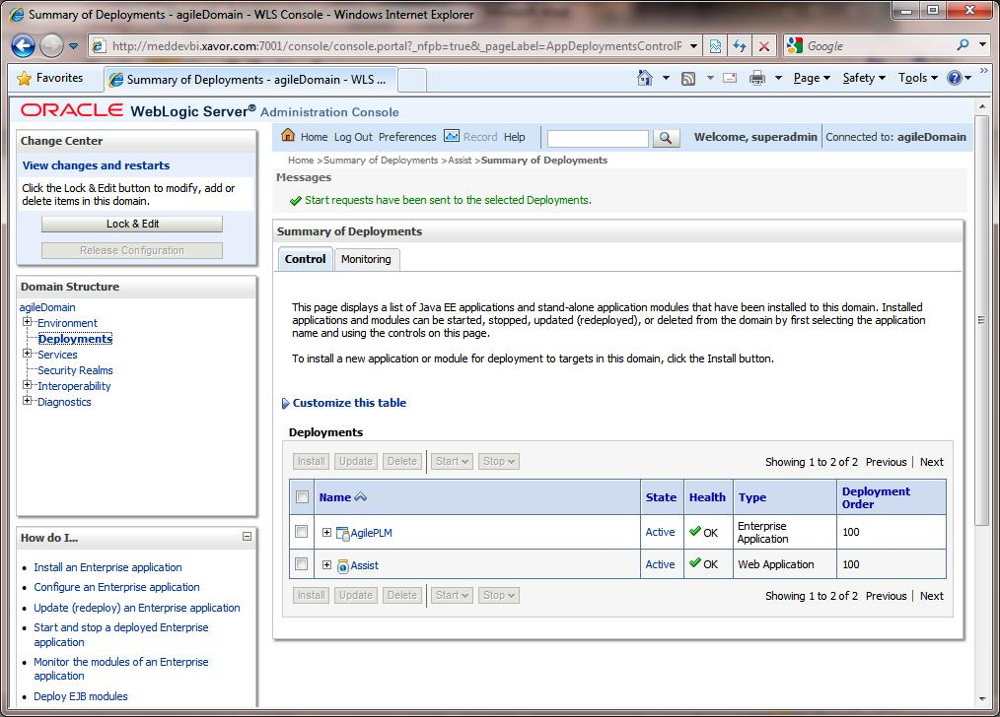 Summary of Deployments - agileDomain - WLS Console - Windows Internet Explorer
http://meddevbi.xavor.com:7001/console/console.portal?_nfpb=true&_pageLabel=AppDeploymentsControlP
Google
Favorites
Summary of Deployments - agileDomain - WLS ...
Page
Safety
Tools
ORACLE WebLogic Server® Administration Console
Change Center
View changes and restarts
Click the Lock & Edit button to modify, add or
delete items in this domain.
Lock & Edit
Release Configuration
Domain Structure
agileDomain
Environment
Deployments
Services
Security Realms
Interoperability
Diagnostics
How do I...
Install an Enterprise application
Configure an Enterprise application
Update (redeploy) an Enterprise application
Start and stop a deployed Enterprise
application
Monitor the modules of an Enterprise
application
Deploy EJB modules
Home Log Out Preferences Record Help
Welcome, superadmin
Connected to: agileDomain
Home >Summary of Deployments >Assist >Summary of Deployments
Messages
Start requests have been sent to the selected Deployments.
Summary of Deployments
Control Monitoring
This page displays a list of Java EE applications and stand-alone application modules that have been installed to this domain. Installed
applications and modules can be started, stopped, updated (redeployed), or deleted from the domain by first selecting the application
name and using the controls on this page.
To install a new application or module for deployment to targets in this domain, click the Install button.
Customize this table
Deployments
Install Update Delete Start Stop
Showing 1 to 2 of 2 Previous | Next
Name State Health Type Deployment
Order
AgilePLM Active OK Enterprise
Application 100
Assist Active OK Web Application 100
Install Update Delete Start Stop
Showing 1 to 2 of 2 Previous | Next